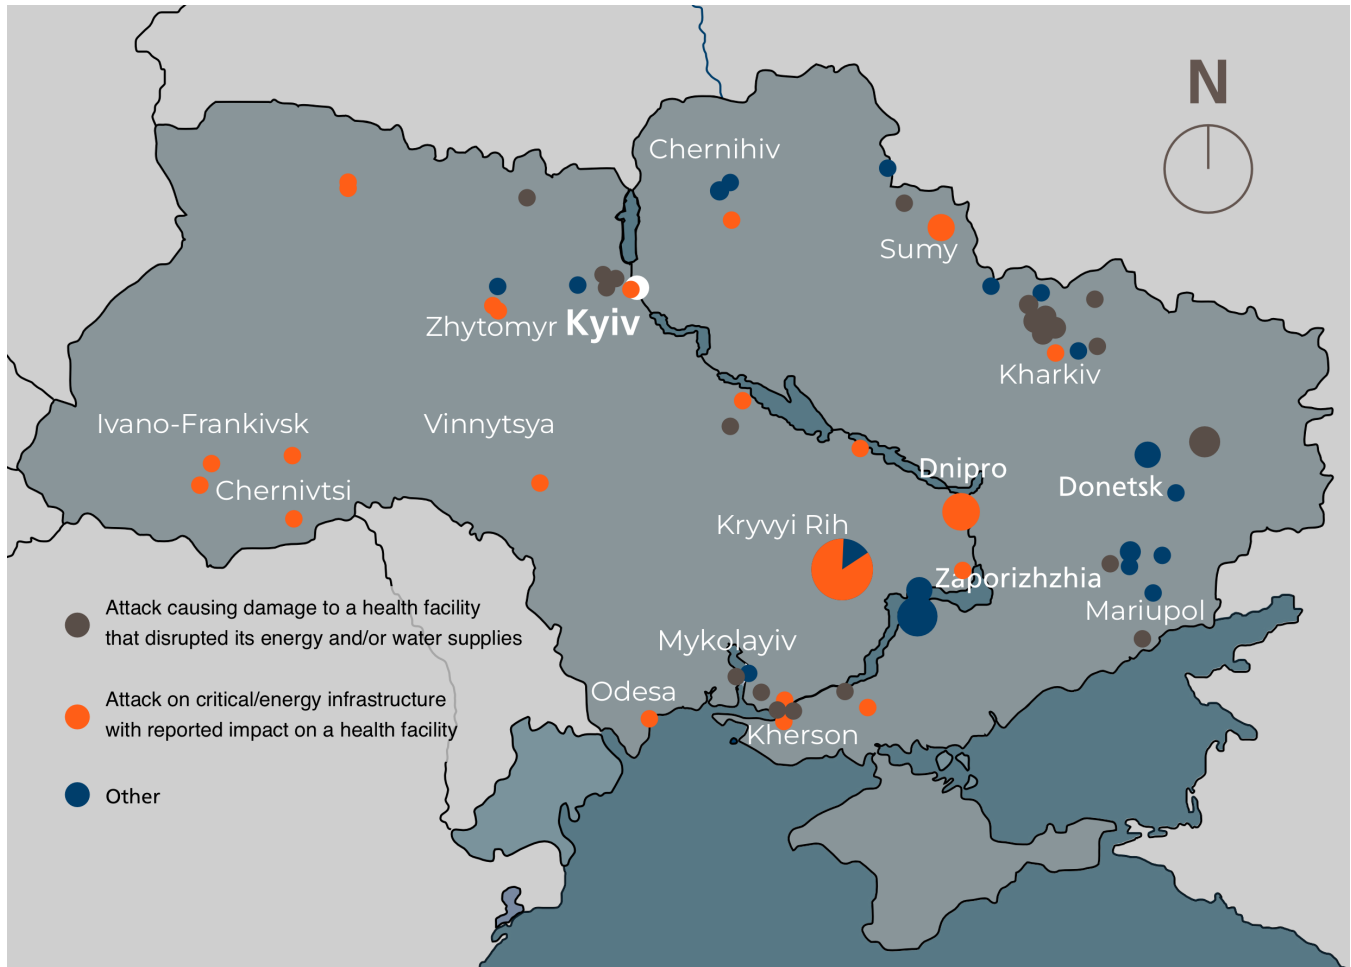 N
Chernihiv
Sumy
Zhytomyr
Kyiv
Kharkiv
Ivano-Frankivsk
Vinnytsya
Chernivtsi
Dnipro
Donetsk
Kryvyi Rih
Zaporizhzhia
Mariupol
Mykolayiv
Odesa
Kherson
Attack causing damage to a health facility
that disrupted its energy and/or water supplies
Attack on critical/energy infrastructure
with reported impact on a health facility
Other